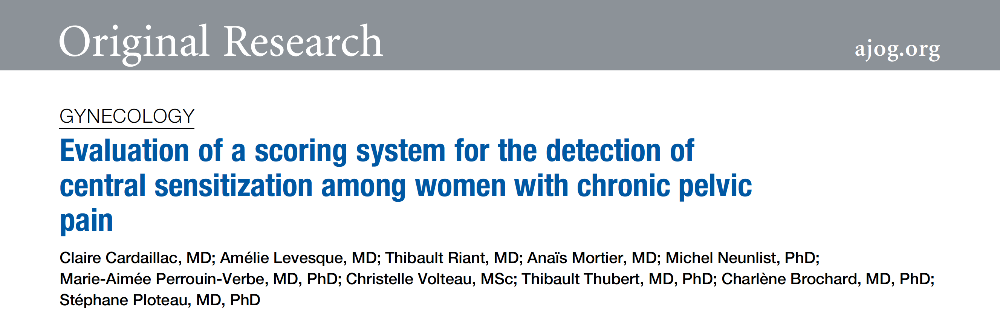 Original Research
ajog.org
GYNECOLOGY
Evaluation of a scoring system for the detection of
central sensitization among women with chronic pelvic
pain
Claire Cardaillac, MD; Amélie Levesque, MD; Thibault Riant, MD; Anaïs Mortier, MD; Michel Neunlist, PhD;
Marie-Aimée Perrouin-Verbe, MD, PhD; Christelle Volteau, MSc; Thibault Thubert, MD, PhD; Charlène Brochard, MD, PhD;
Stéphane Ploteau, MD, PhD